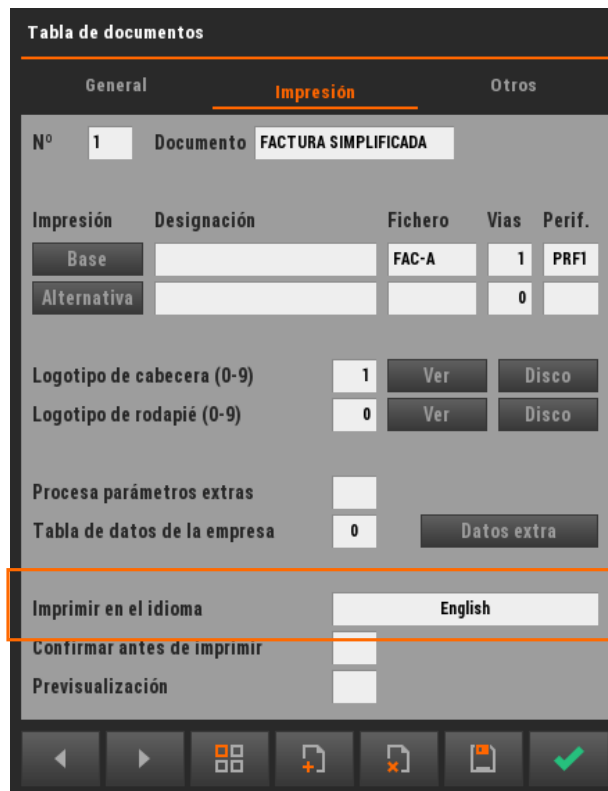 Tabla de documentos
General Impresión Otros
Nº 1 Documento FACTURA SIMPLIFICADA
Impresión Designación Fichero Vias Perif.
Base FAC-A 1 PRF1
Alternativa 0
Logotipo de cabecera (0-9) 1 Ver Disco
Logotipo de rodapié (0-9) 0 Ver Disco
Procesa parámetros extras
Tabla de datos de la empresa 0 Datos extra
Imprimir en el idioma English
Confirmar antes de imprimir
Previsualización